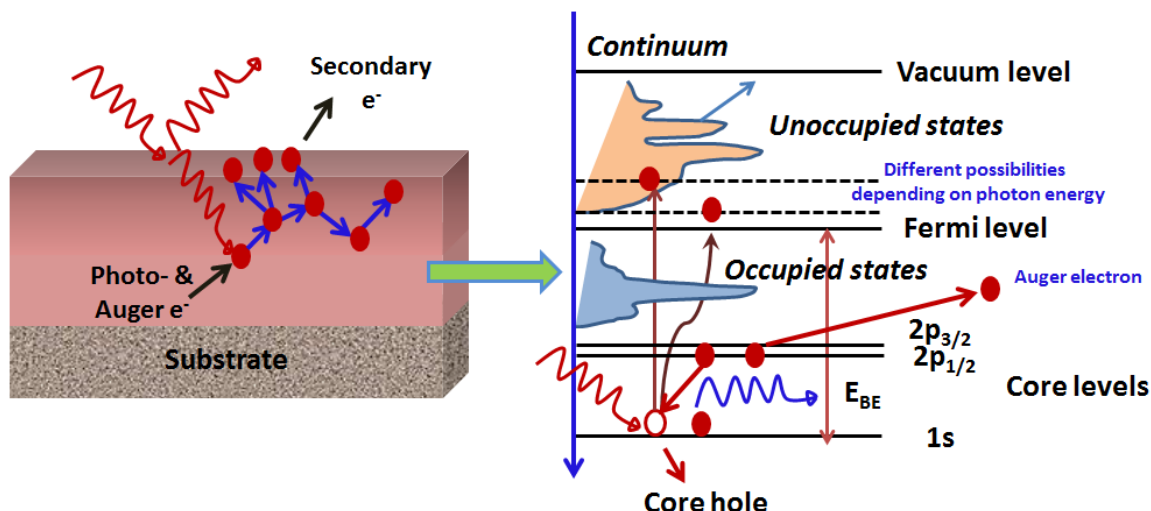 Secondary
e⁻
Photo- &
Auger e⁻
Substrate
Continuum
Vacuum level
Unoccupied states
Different possibilities
depending on photon energy
Fermi level
Occupied states
Auger electron
2p₃/₂
2p₁/₂
Core levels
E_BE
1s
Core hole